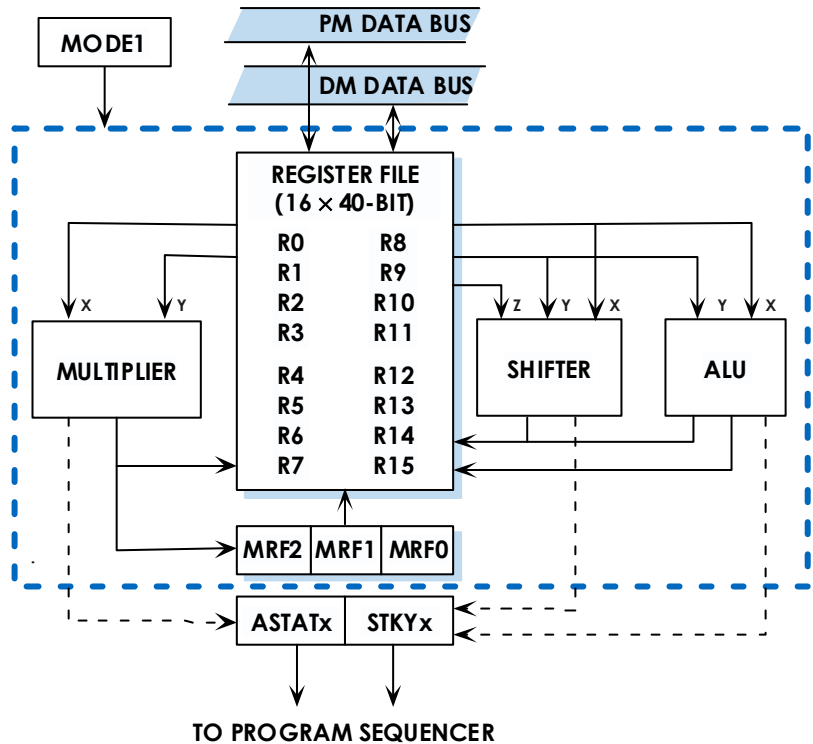 PM DATA BUS
MODE1
DM DATA BUS
REGISTER FILE
(16 × 40-BIT)
R0 R8
R1 R9
R2 R10
R3 R11
R4 R12
R5 R13
R6 R14
R7 R15
X Y Z Y X Y X
MULTIPLIER
SHIFTER
ALU
MRF2 MRF1 MRF0
ASTATx STKYx
TO PROGRAM SEQUENCER